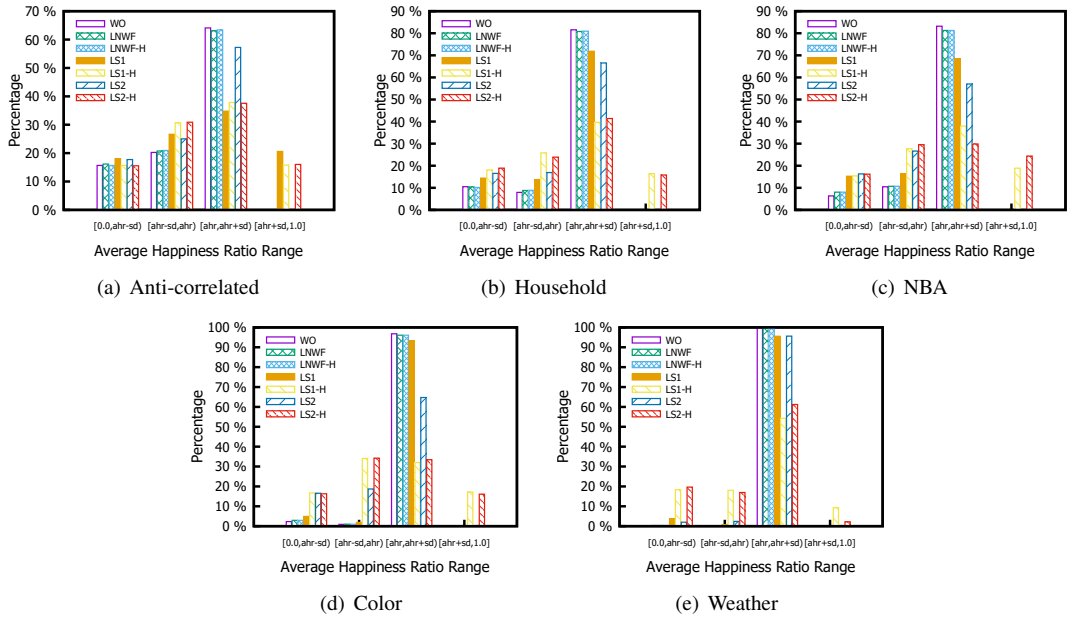 70 %
60 %
50 %
40 %
30 %
20 %
10 %
0 %
Percentage
WO
LNWF
LNWF-H
LS1
LS1-H
LS2
LS2-H
[0.0,ahr-sd) [ahr-sd,ahr) [ahr,ahr+sd) [ahr+sd,1.0]
Average Happiness Ratio Range
(a) Anti-correlated
90 %
80 %
70 %
60 %
50 %
40 %
30 %
20 %
10 %
0 %
Percentage
WO
LNWF
LNWF-H
LS1
LS1-H
LS2
LS2-H
[0.0,ahr-sd) [ahr-sd,ahr) [ahr,ahr+sd) [ahr+sd,1.0]
Average Happiness Ratio Range
(b) Household
90 %
80 %
70 %
60 %
50 %
40 %
30 %
20 %
10 %
0 %
Percentage
WO
LNWF
LNWF-H
LS1
LS1-H
LS2
LS2-H
[0.0,ahr-sd) [ahr-sd,ahr) [ahr,ahr+sd) [ahr+sd,1.0]
Average Happiness Ratio Range
(c) NBA
100 %
90 %
80 %
70 %
60 %
50 %
40 %
30 %
20 %
10 %
0 %
Percentage
WO
LNWF
LNWF-H
LS1
LS1-H
LS2
LS2-H
[0.0,ahr-sd) [ahr-sd,ahr) [ahr,ahr+sd) [ahr+sd,1.0]
Average Happiness Ratio Range
(d) Color
100 %
90 %
80 %
70 %
60 %
50 %
40 %
30 %
20 %
10 %
0 %
Percentage
WO
LNWF
LNWF-H
LS1
LS1-H
LS2
LS2-H
[0.0,ahr-sd) [ahr-sd,ahr) [ahr,ahr+sd) [ahr+sd,1.0]
Average Happiness Ratio Range
(e) Weather